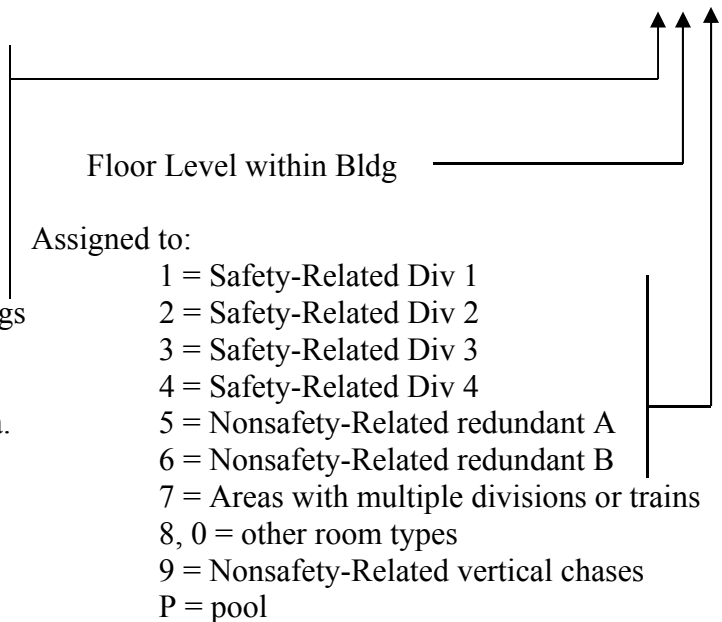 Floor Level within Bldg
Assigned to:
1 = Safety-Related Div 1
gs 2 = Safety-Related Div 2
3 = Safety-Related Div 3
4 = Safety-Related Div 4
5 = Nonsafety-Related redundant A
6 = Nonsafety-Related redundant B
7 = Areas with multiple divisions or trains
8, 0 = other room types
9 = Nonsafety-Related vertical chases
P = pool